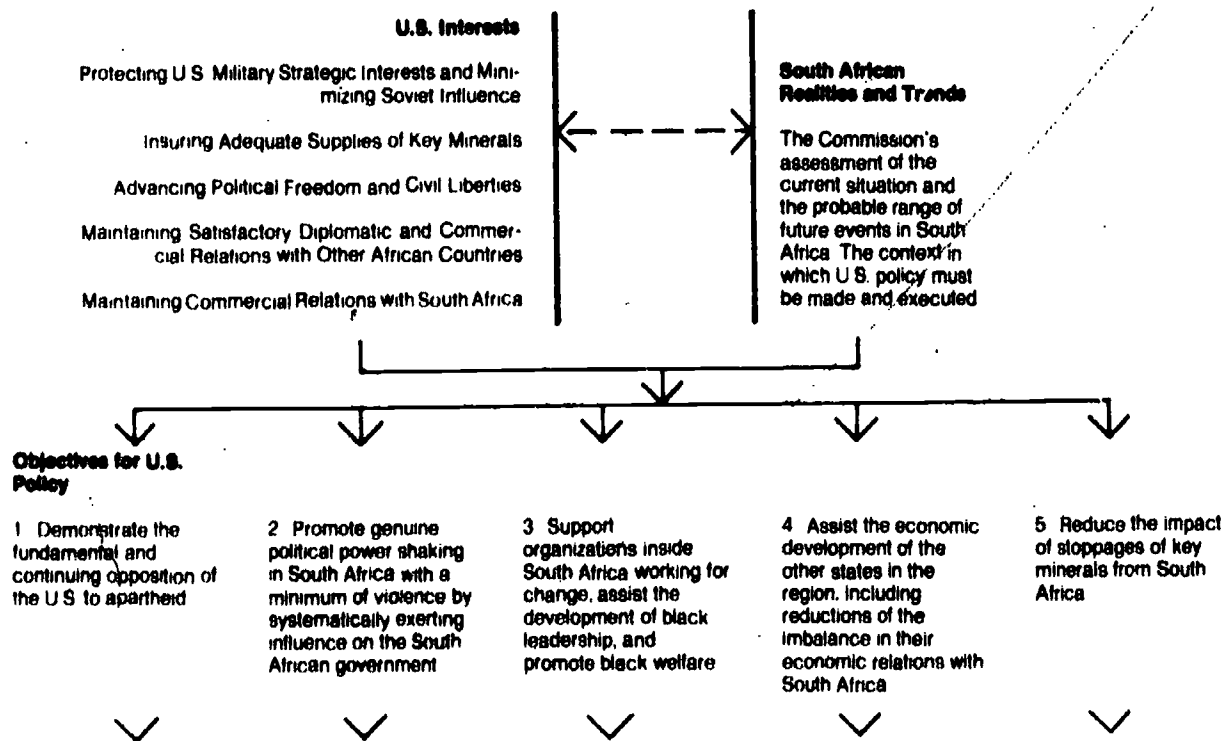 U.S. Interests
Protecting U S Military Strategic Interests and Mini-
mizing Soviet Influence
Insuring Adequate Supplies of Key Minerals
Advancing Political Freedom and Civil Liberties
Maintaining Satisfactory Diplomatic and Commer-
cial Relations with Other African Countries
Maintaining Commercial Relations with South Africa
South African
Realities and Trends
The Commission's
assessment of the
current situation and
the probable range of
future events in South
Africa The context in
which U S. policy must
be made and executed
Objectives for U.S.
Policy
1 Demonstrate the
fundamental and
continuing opposition of
the U S to apartheid
2 Promote genuine
political power shaking
in South Africa with a
minimum of violence by
systematically exerting
influence on the South
African government
3 Support
organizations inside
South Africa working for
change, assist the
development of black
leadership, and
promote black welfare
4 Assist the economic
development of the
other states in the
region, including
reductions of the
imbalance in their
economic relations with
South Africa
5 Reduce the impact
of stoppages of key
minerals from South
Africa